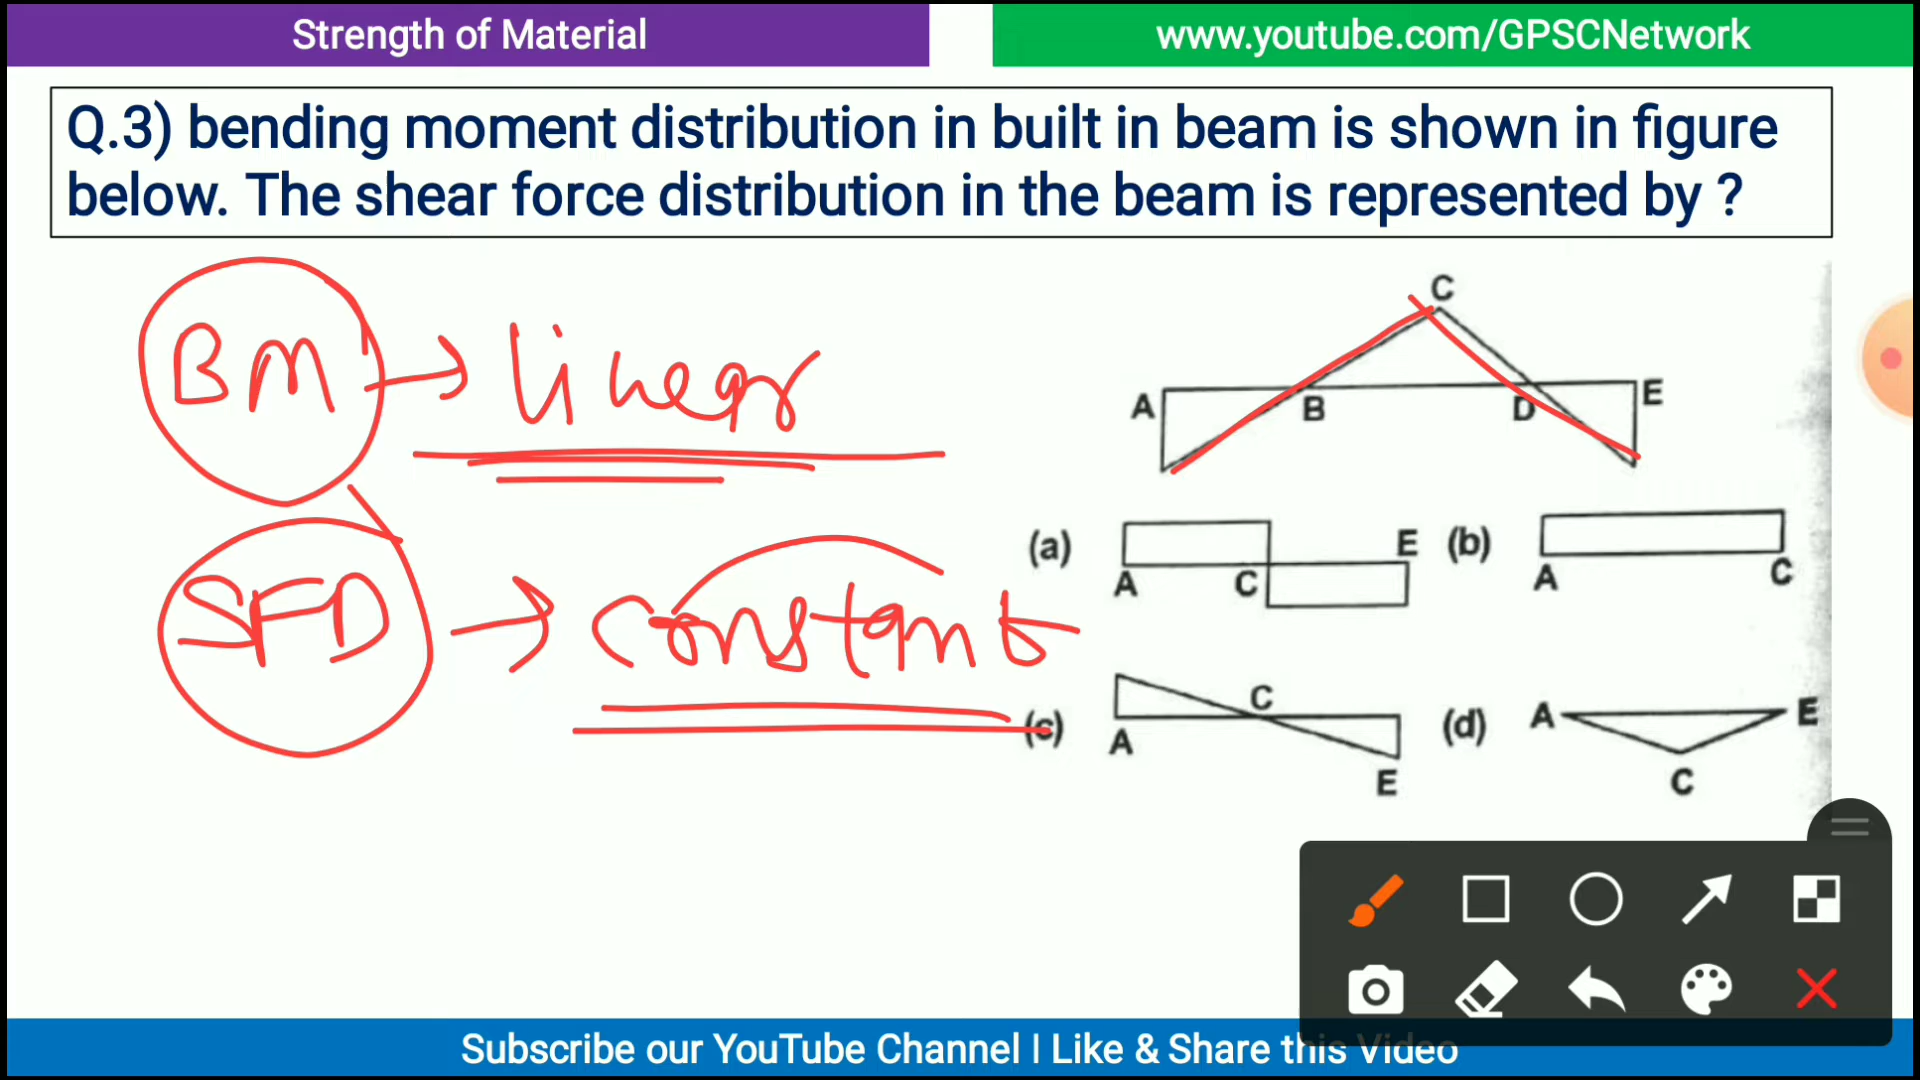 Strength of Material
www.youtube.com/GPSCNetwork
Q.3) bending moment distribution in built in beam is shown in figure
below. The shear force distribution in the beam is represented by ?
BM → linear
SFD → constant
C
A
B
D
E
(a)
A
C
E
(b)
A
C
(c)
A
C
E
(d)
A
E
C
Subscribe our YouTube Channel | Like & Share this Video